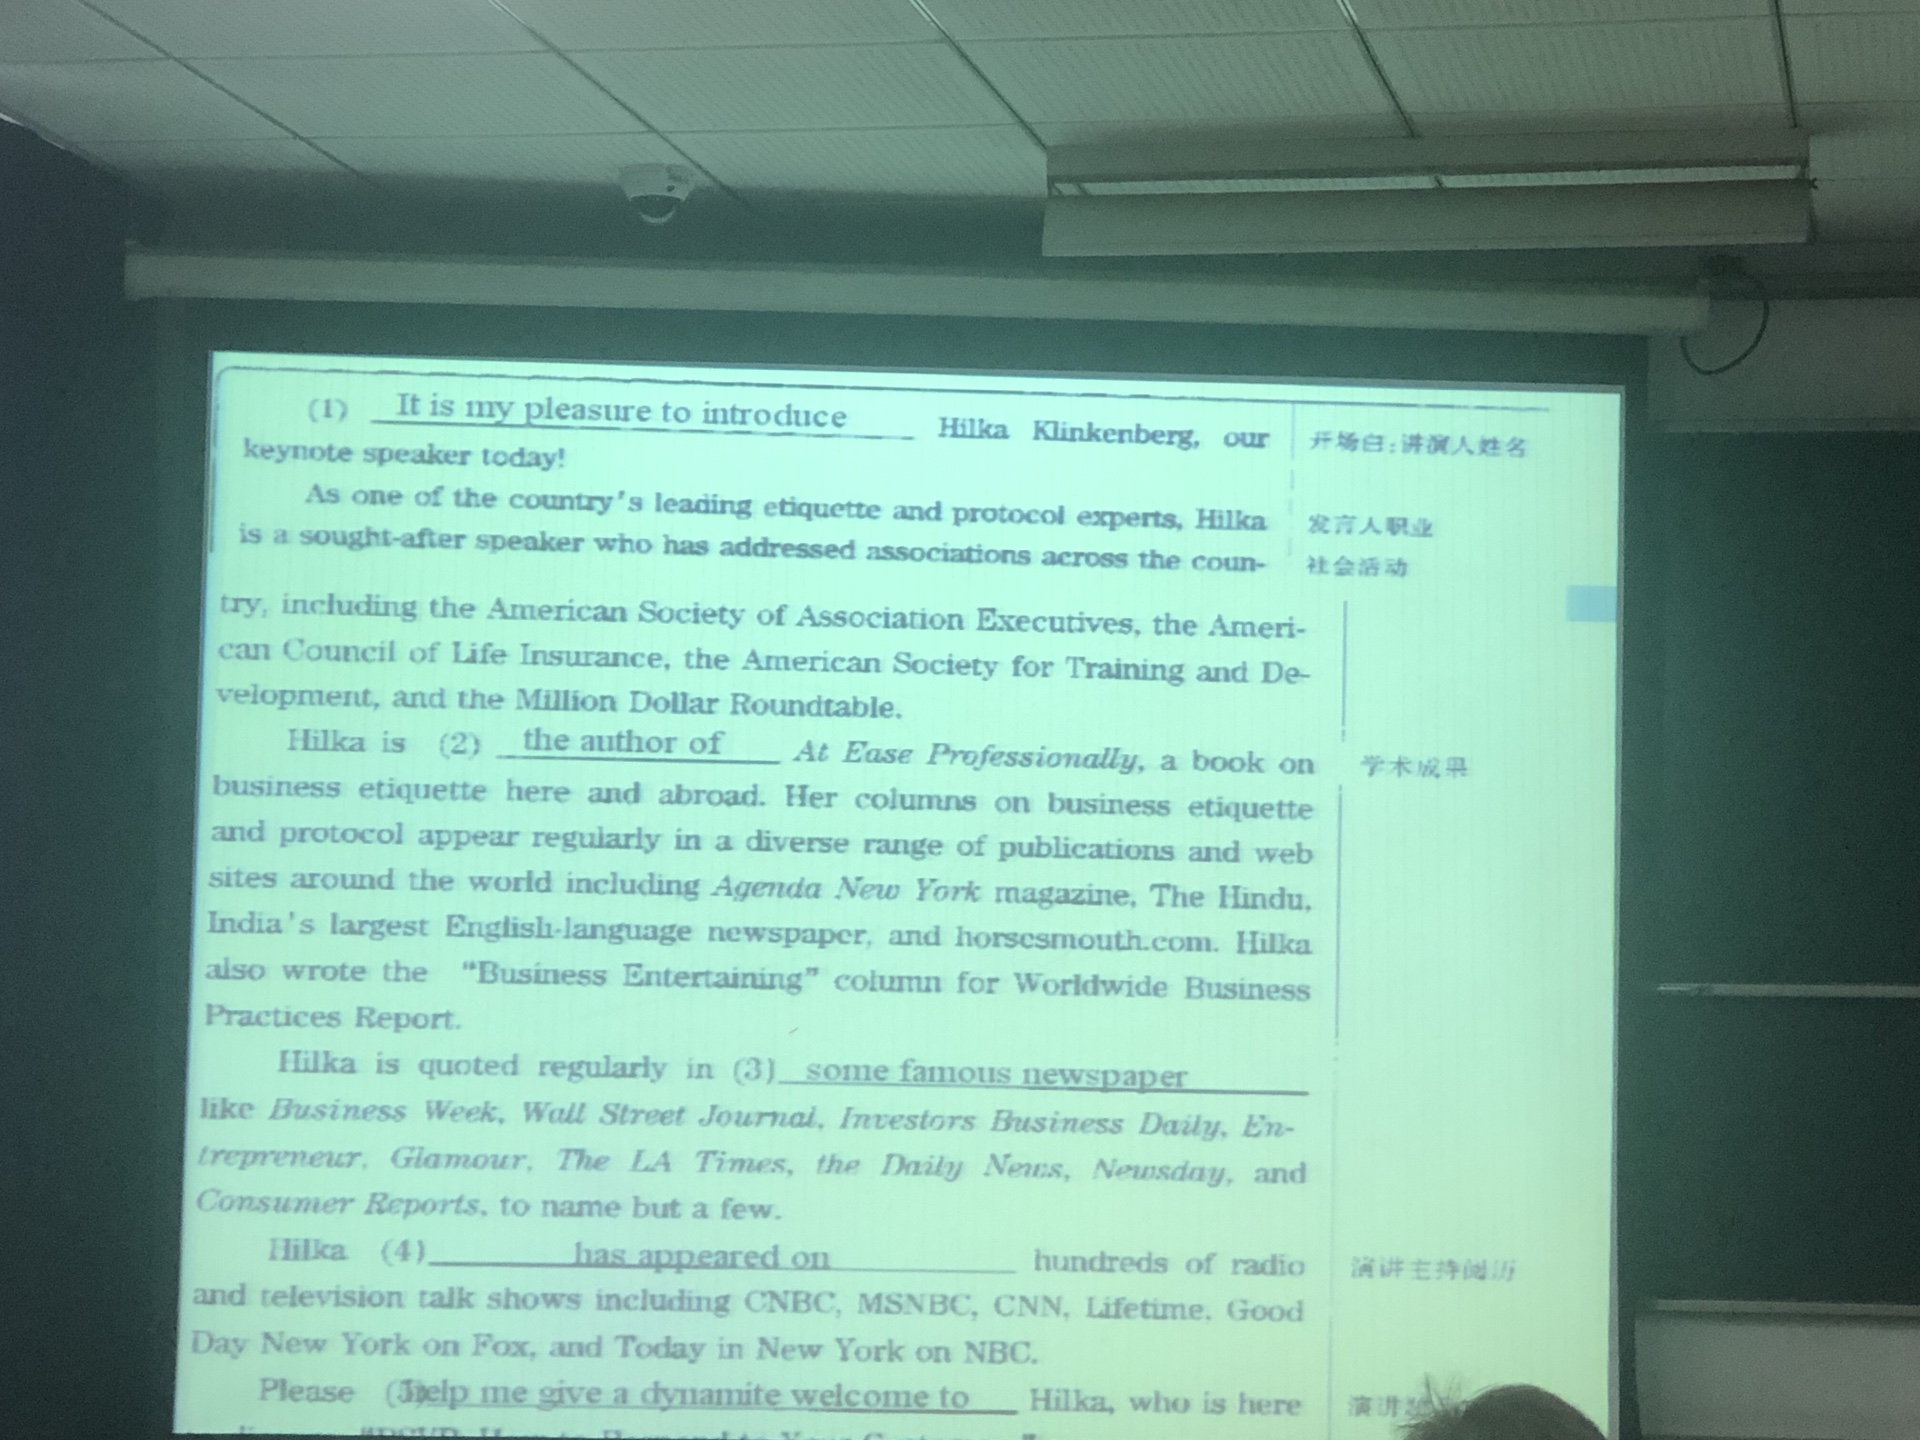 (1) It is my pleasure to introduce Hilka Klinkenberg, our 开场白:讲演人姓名
keynote speaker today!
As one of the country's leading etiquette and protocol experts, Hilka 发言人职业
is a sought-after speaker who has addressed associations across the coun- 社会活动
try, including the American Society of Association Executives, the Ameri-
can Council of Life Insurance, the American Society for Training and De-
velopment, and the Million Dollar Roundtable.
Hilka is (2) the author of At Ease Professionally, a book on 学术成果
business etiquette here and abroad. Her columns on business etiquette
and protocol appear regularly in a diverse range of publications and web
sites around the world including Agenda New York magazine, The Hindu,
India's largest English-language newspaper, and horsesmouth.com. Hilka
also wrote the "Business Entertaining" column for Worldwide Business
Practices Report.
Hilka is quoted regularly in (3) some famous newspaper
like Business Week, Wall Street Journal, Investors Business Daily, En-
trepreneur, Glamour, The LA Times, the Daily News, Newsday, and
Consumer Reports, to name but a few.
Hilka (4) has appeared on hundreds of radio 演讲主持阅历
and television talk shows including CNBC, MSNBC, CNN, Lifetime, Good
Day New York on Fox, and Today in New York on NBC.
Please (5) help me give a dynamite welcome to Hilka, who is here 演讲